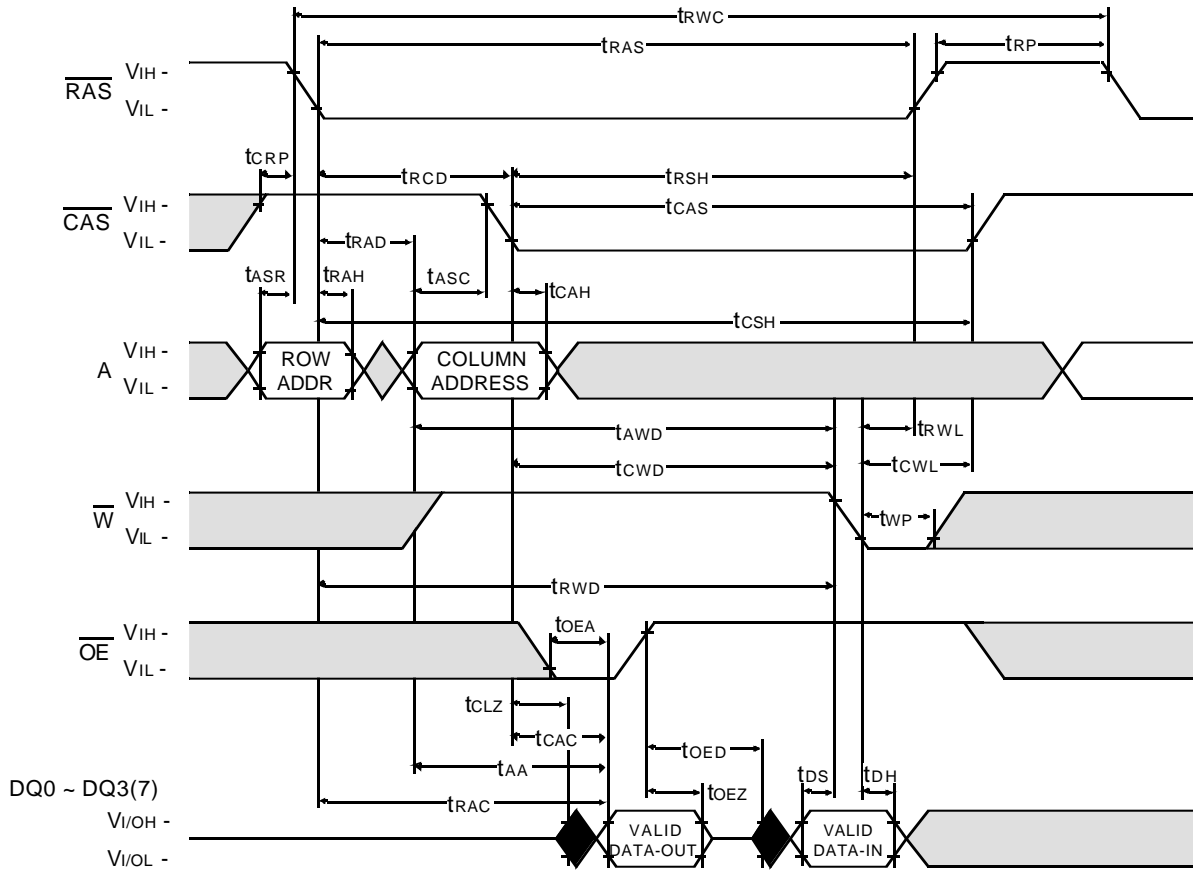 tRWC
tRAS
tRP
RAS
VIH -
VIL -
tCRP
tRCD
tRSH
CAS
VIH -
VIL -
tCAS
tRAD
tASR
tRAH
tASC
tCAH
tCSH
A
VIH -
VIL -
ROW
ADDR
COLUMN
ADDRESS
tAWD
tRWL
tCWD
tCWL
W
VIH -
VIL -
tWP
tRWD
OE
VIH -
VIL -
tOEA
tCLZ
tCAC
tOED
tAA
tDS
tDH
tOEZ
tRAC
DQ0 ~ DQ3(7)
VI/OH -
VI/OL -
VALID
DATA-OUT
VALID
DATA-IN